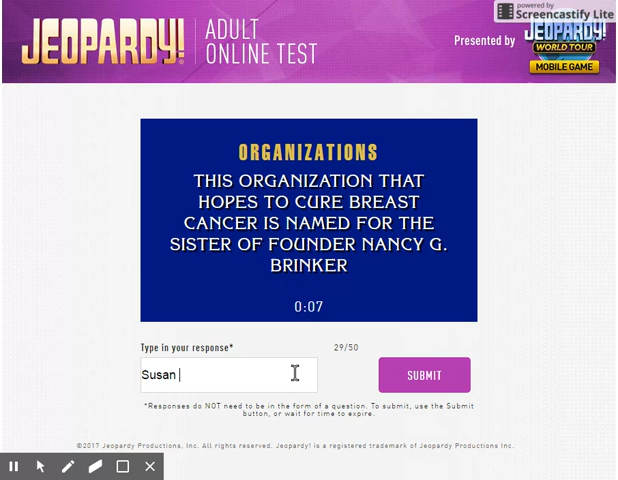 powered by
Screencastify Lite
JEOPARDY!
ADULT
ONLINE TEST
Presented by
JEOPARDY!
WORLD TOUR
MOBILE GAME
ORGANIZATIONS
THIS ORGANIZATION THAT
HOPES TO CURE BREAST
CANCER IS NAMED FOR THE
SISTER OF FOUNDER NANCY G.
BRINKER
0:07
Type in your response*
29/50
Susan
SUBMIT
*Responses do NOT need to be in the form of a question. To submit, use the Submit
button, or wait for time to expire.
©2017 Jeopardy Productions, Inc. All rights reserved. Jeopardy! is a registered trademark of Jeopardy Productions Inc.